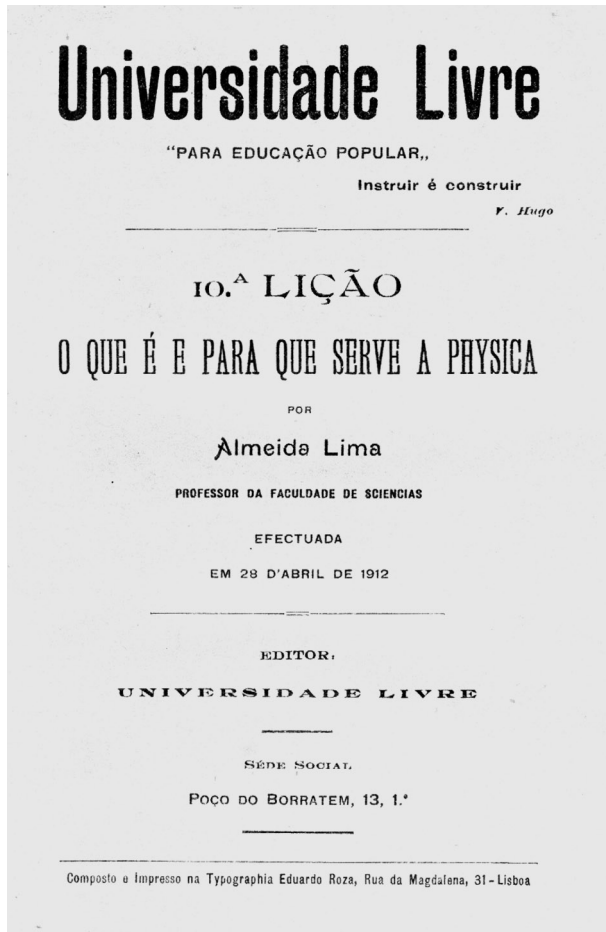 Universidade Livre
"PARA EDUCAÇÃO POPULAR„
Instruir é construir
V. Hugo
10.ᴬ LIÇÃO
O QUE É E PARA QUE SERVE A PHYSICA
POR
Almeida Lima
PROFESSOR DA FACULDADE DE SCIENCIAS
EFECTUADA
EM 28 D'ABRIL DE 1912
EDITOR:
UNIVERSIDADE LIVRE
SÉDE SOCIAL
POÇO DO BORRATEM, 13, 1.º
Composto e Impresso na Typographia Eduardo Roza, Rua da Magdalena, 31-Lisboa